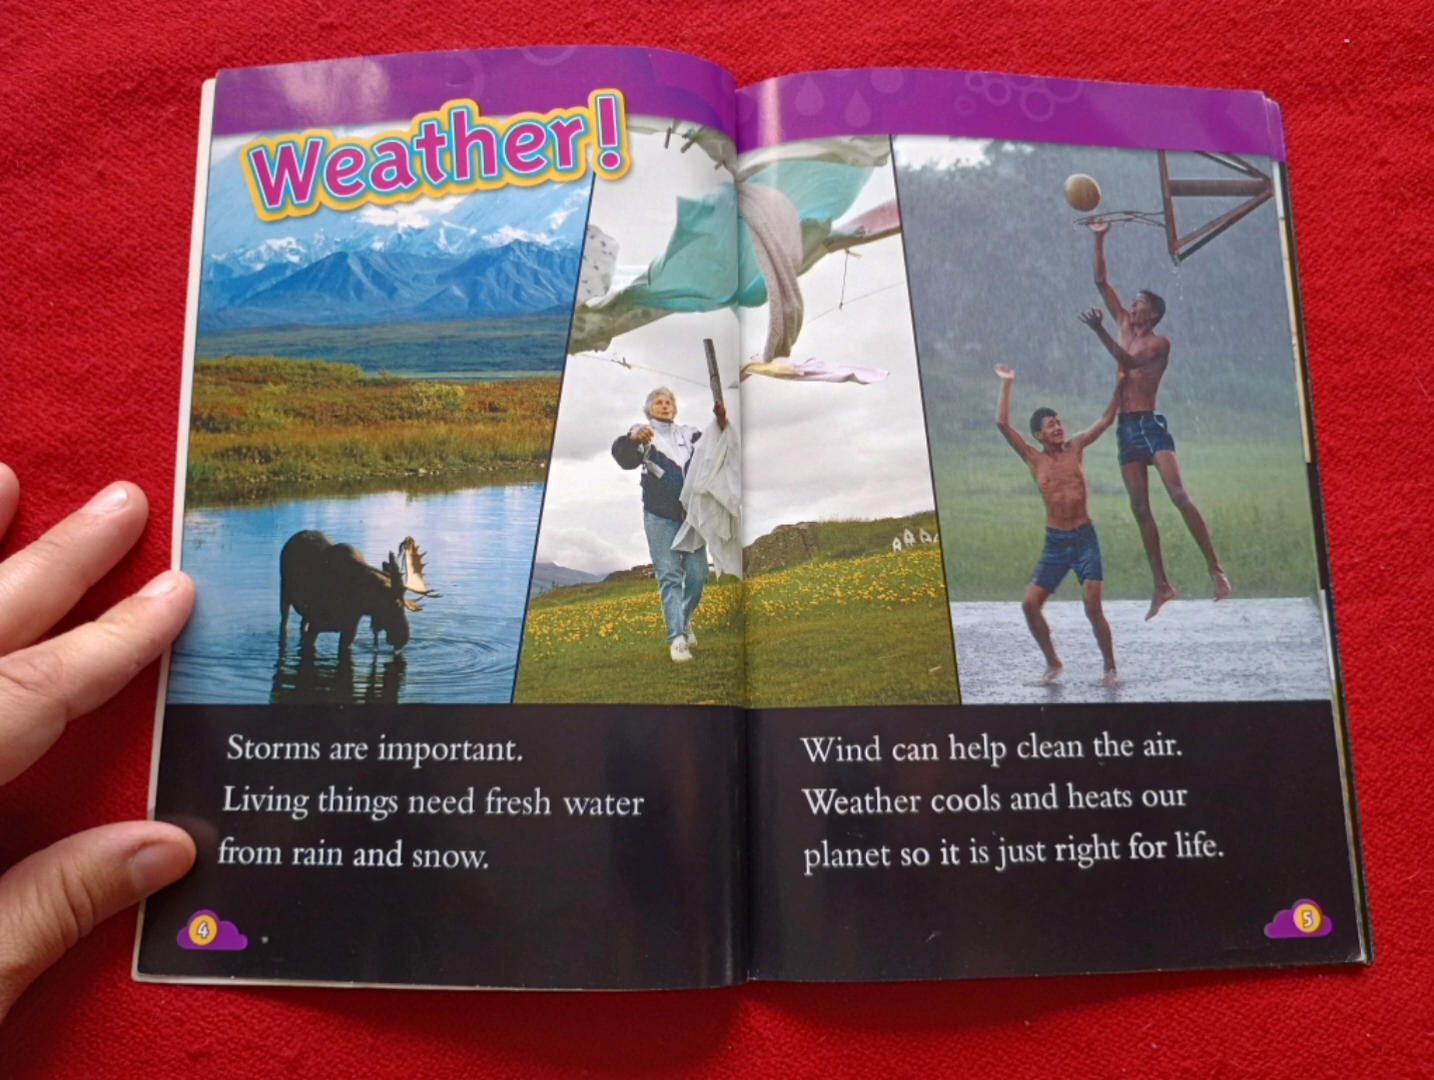 Weather!
Storms are important.
Living things need fresh water
from rain and snow.
4
Wind can help clean the air.
Weather cools and heats our
planet so it is just right for life.
5